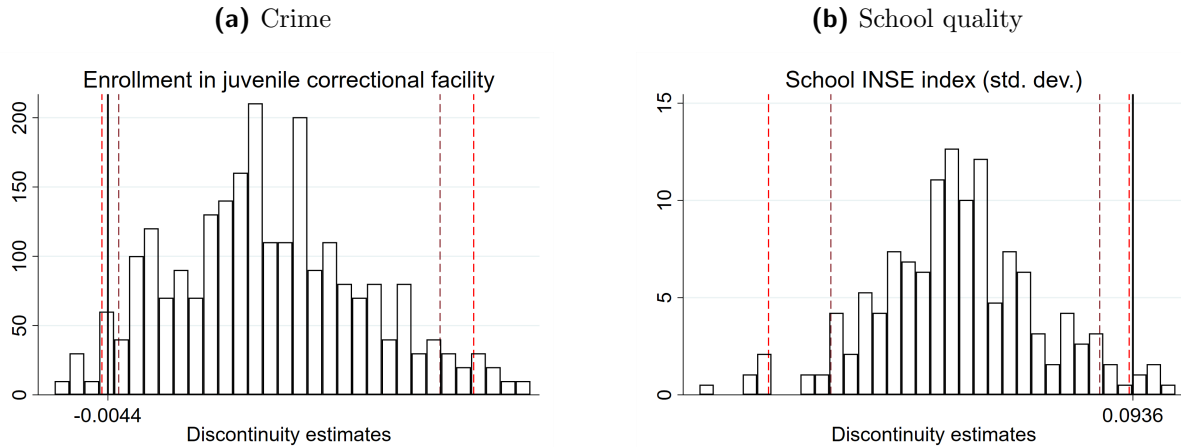 (a) Crime
Enrollment in juvenile correctional facility
200
150
100
50
0
-0.0044
Discontinuity estimates
(b) School quality
School INSE index (std. dev.)
15
10
5
0
0.0936
Discontinuity estimates